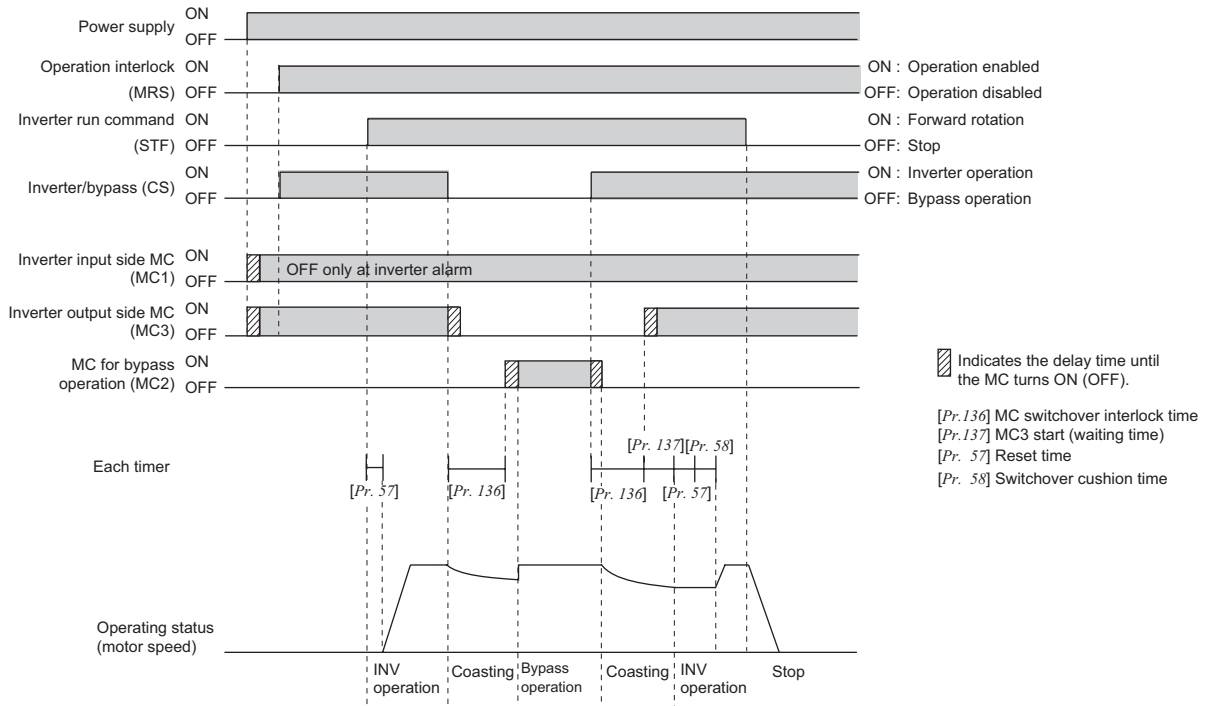 Power supply ON
OFF
Operation interlock ON
(MRS) OFF
ON : Operation enabled
OFF: Operation disabled
Inverter run command ON
(STF) OFF
ON : Forward rotation
OFF: Stop
Inverter/bypass (CS) ON
OFF
ON : Inverter operation
OFF: Bypass operation
Inverter input side MC ON
(MC1) OFF
OFF only at inverter alarm
Inverter output side MC ON
(MC3) OFF
MC for bypass ON
operation (MC2) OFF
Indicates the delay time until
the MC turns ON (OFF).
[Pr.136] MC switchover interlock time
[Pr.137] MC3 start (waiting time)
[Pr. 57] Reset time
[Pr. 58] Switchover cushion time
Each timer
[Pr. 137] [Pr. 58]
[Pr. 57] [Pr. 136] [Pr. 136] [Pr. 57]
Operating status
(motor speed)
INV
operation
Coasting
Bypass
operation
Coasting
INV
operation
Stop